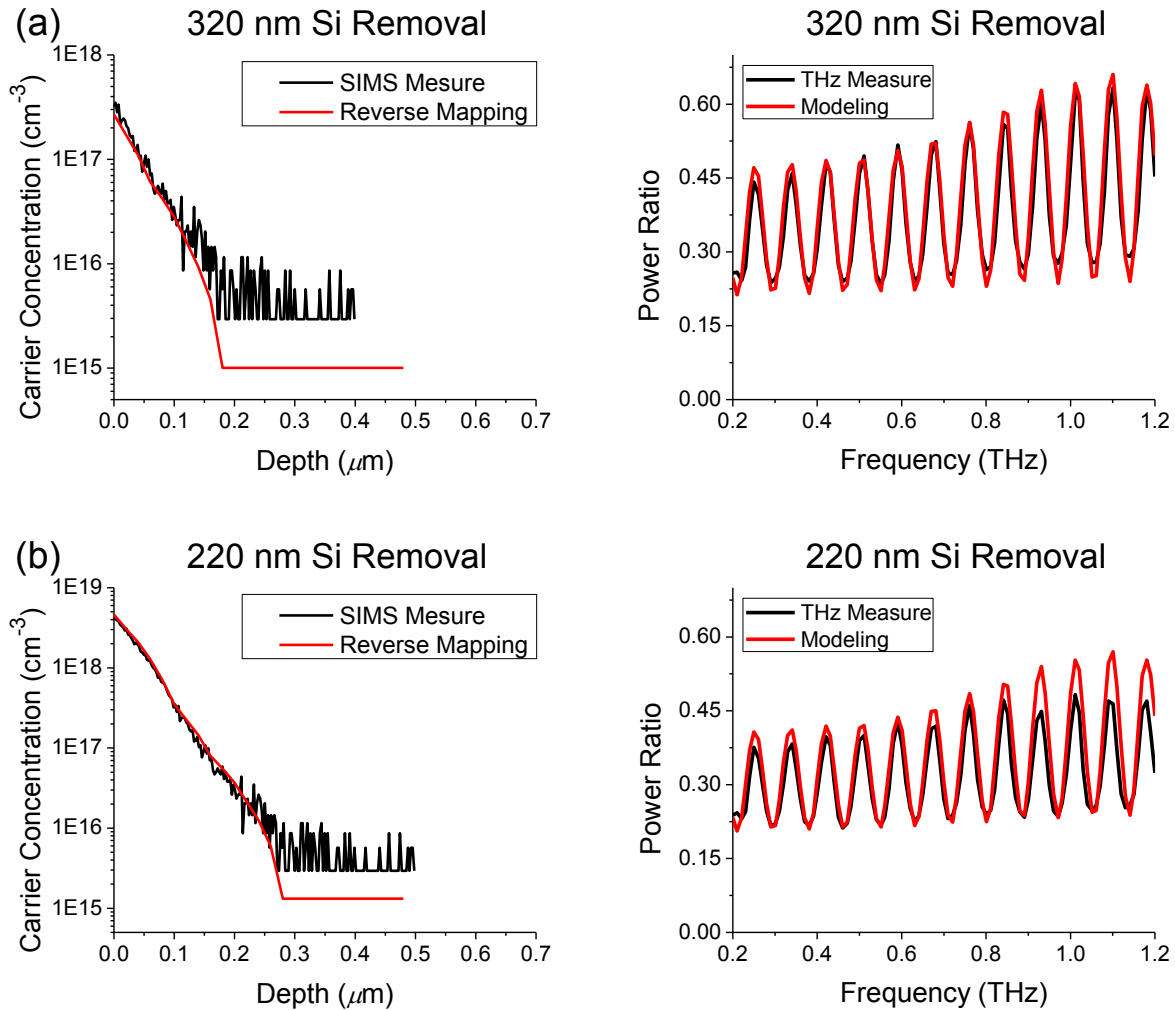 (a) 320 nm Si Removal
1E18
1E17
1E16
1E15
Carrier Concentration (cm⁻³)
SIMS Mesure
Reverse Mapping
0.0 0.1 0.2 0.3 0.4 0.5 0.6 0.7
Depth (μm)
320 nm Si Removal
0.60
0.45
0.30
0.15
0.00
Power Ratio
THz Measure
Modeling
0.2 0.4 0.6 0.8 1.0 1.2
Frequency (THz)
(b) 220 nm Si Removal
1E19
1E18
1E17
1E16
1E15
Carrier Concentration (cm⁻³)
SIMS Mesure
Reverse Mapping
0.0 0.1 0.2 0.3 0.4 0.5 0.6 0.7
Depth (μm)
220 nm Si Removal
0.60
0.45
0.30
0.15
0.00
Power Ratio
THz Measure
Modeling
0.2 0.4 0.6 0.8 1.0 1.2
Frequency (THz)